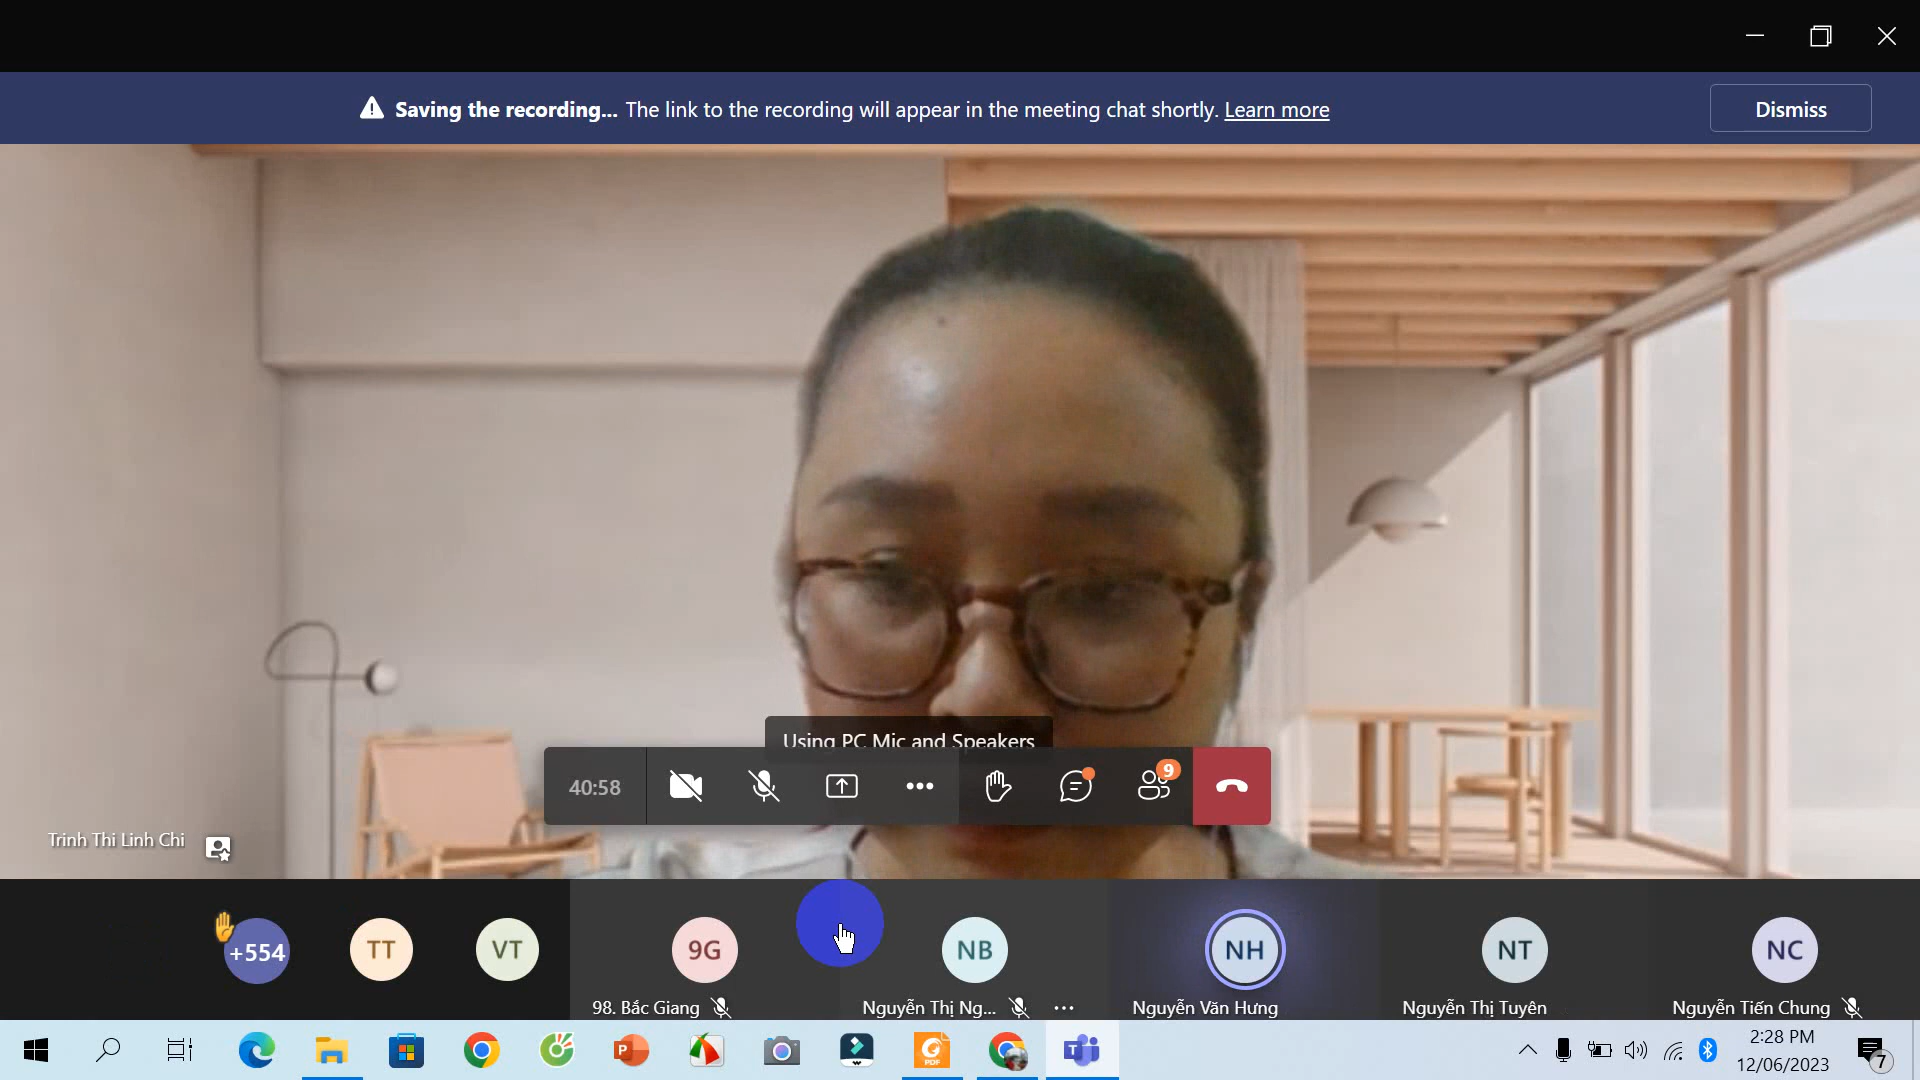 Saving the recording... The link to the recording will appear in the meeting chat shortly. Learn more
Dismiss
Using PC Mic and Speakers
40:58
9
Trinh Thi Linh Chi
+554
TT
VT
9G
NB
NH
NT
NC
98. Bắc Giang
Nguyễn Thị Ng...
Nguyễn Văn Hưng
Nguyễn Thị Tuyên
Nguyễn Tiến Chung
P
PDF
T
2:28 PM
12/06/2023
7